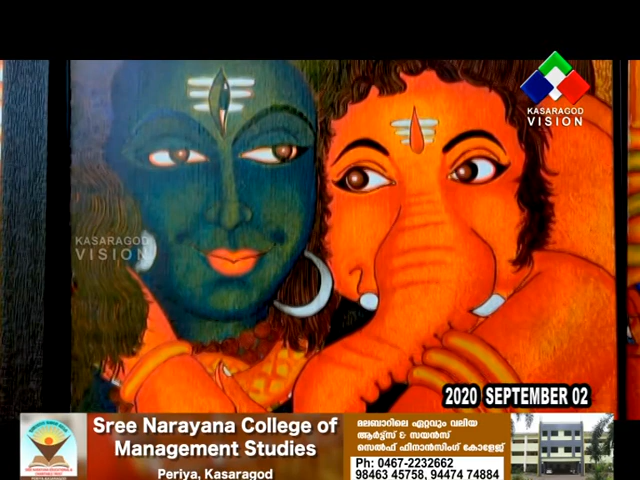 KASARAGOD
VISION
KASARAGOD
VISION
2020 SEPTEMBER 02
Sree Narayana College of
Management Studies
Periya, Kasaragod
മലബാറിലെ ഏറ്റവും വലിയ
ആർട്ട്സ് & സയൻസ്
സെൽഫ് ഫിനാൻസിംഗ് കോളേജ്
Ph: 0467-2232662
98463 45758, 94474 74884